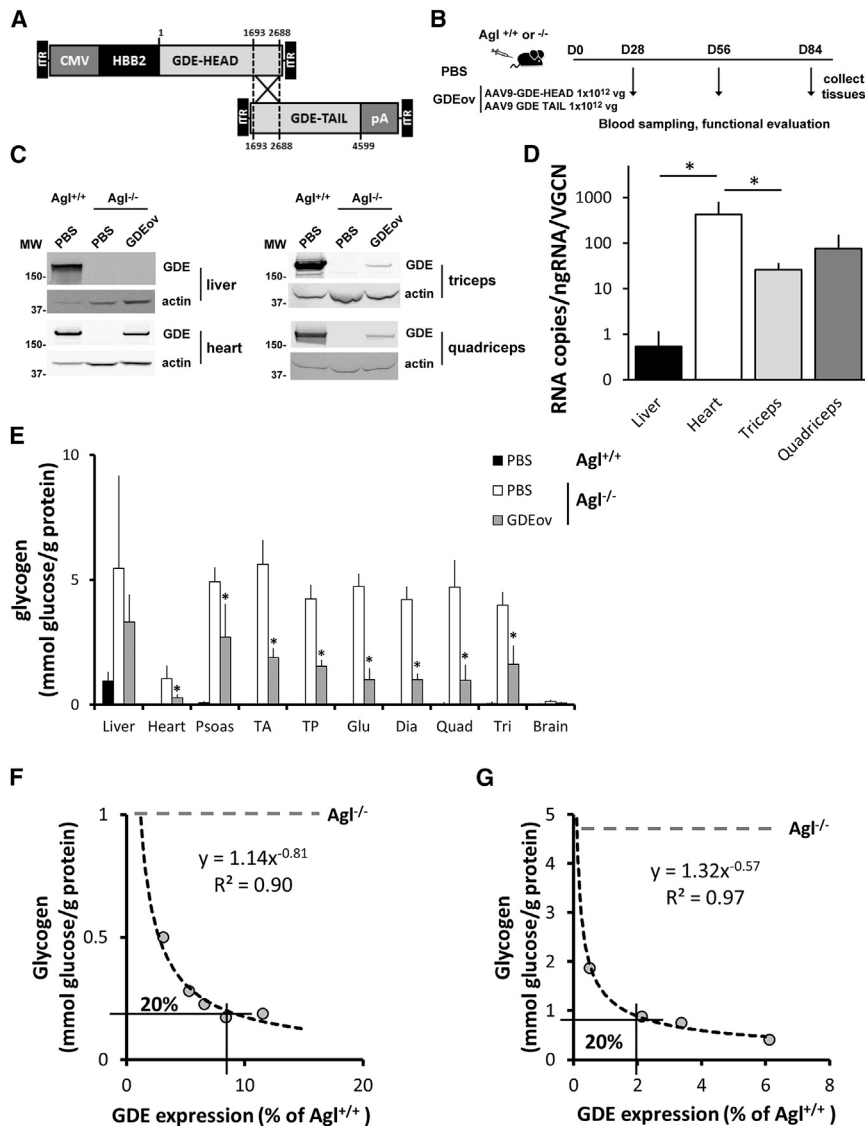 A
1
1693 2688
ITR CMV HBB2 GDE-HEAD ITR
ITR GDE-TAIL pA ITR
1693 2688 4599
B
Agl +/+ or -/-
D0 D28 D56 D84
PBS
GDEov AAV9-GDE-HEAD 1x10¹² vg
AAV9 GDE TAIL 1x10¹² vg
collect
tissues
Blood sampling, functional evaluation
C
Agl+/+ Agl-/-
MW PBS PBS GDEov
150- GDE
37- actin
liver
150- GDE
37- actin
heart
Agl+/+ Agl-/-
MW PBS PBS GDEov
150- GDE
37- actin
triceps
150- GDE
37- actin
quadriceps
D
RNA copies/ngRNA/VGCN
1000
100
10
1
0
* *
Liver Heart Triceps Quadriceps
E
glycogen
(mmol glucose/g protein)
10
5
0
PBS Agl+/+
PBS
GDEov
Agl-/-
* * * * * * * *
Liver Heart Psoas TA TP Glu Dia Quad Tri Brain
F
Glycogen
(mmol glucose/g protein)
1
0.5
0
Agl-/-
y = 1.14x-0.81
R² = 0.90
20%
0 10 20
GDE expression (% of Agl+/+ )
G
Glycogen
(mmol glucose/g protein)
5
4
3
2
1
0
Agl-/-
y = 1.32x-0.57
R² = 0.97
20%
0 2 4 6 8
GDE expression (% of Agl+/+)